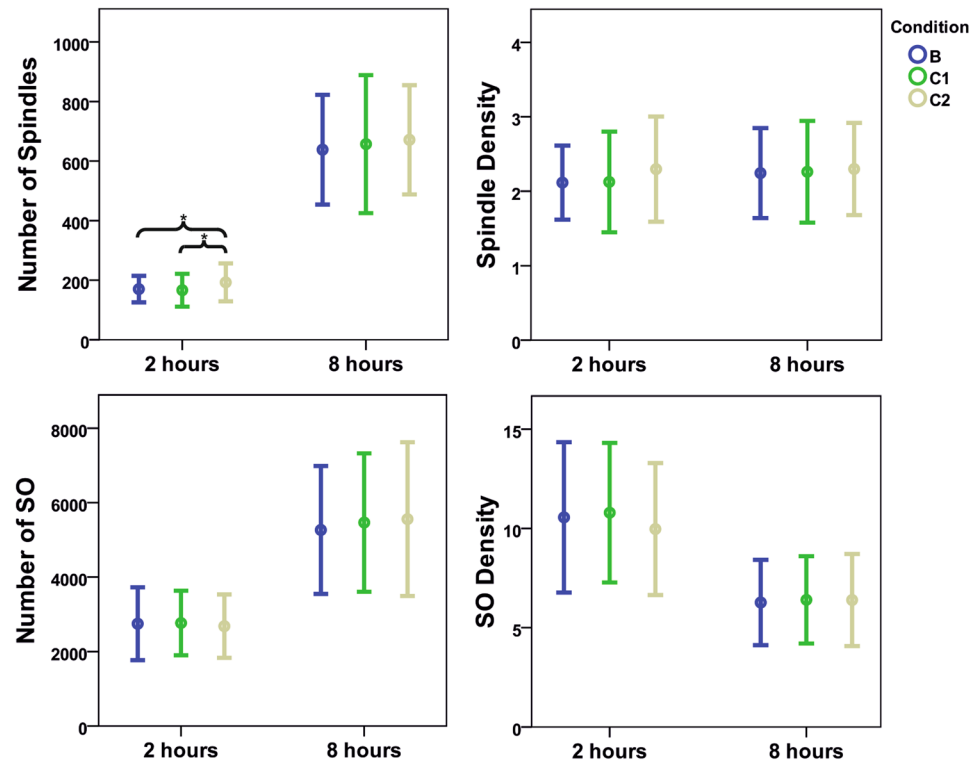 Number of Spindles
1000
800
600
400
200
0
*
*
2 hours
8 hours
Spindle Density
4
3
2
1
0
2 hours
8 hours
Condition
B
C1
C2
Number of SO
8000
6000
4000
2000
0
2 hours
8 hours
SO Density
15
10
5
0
2 hours
8 hours